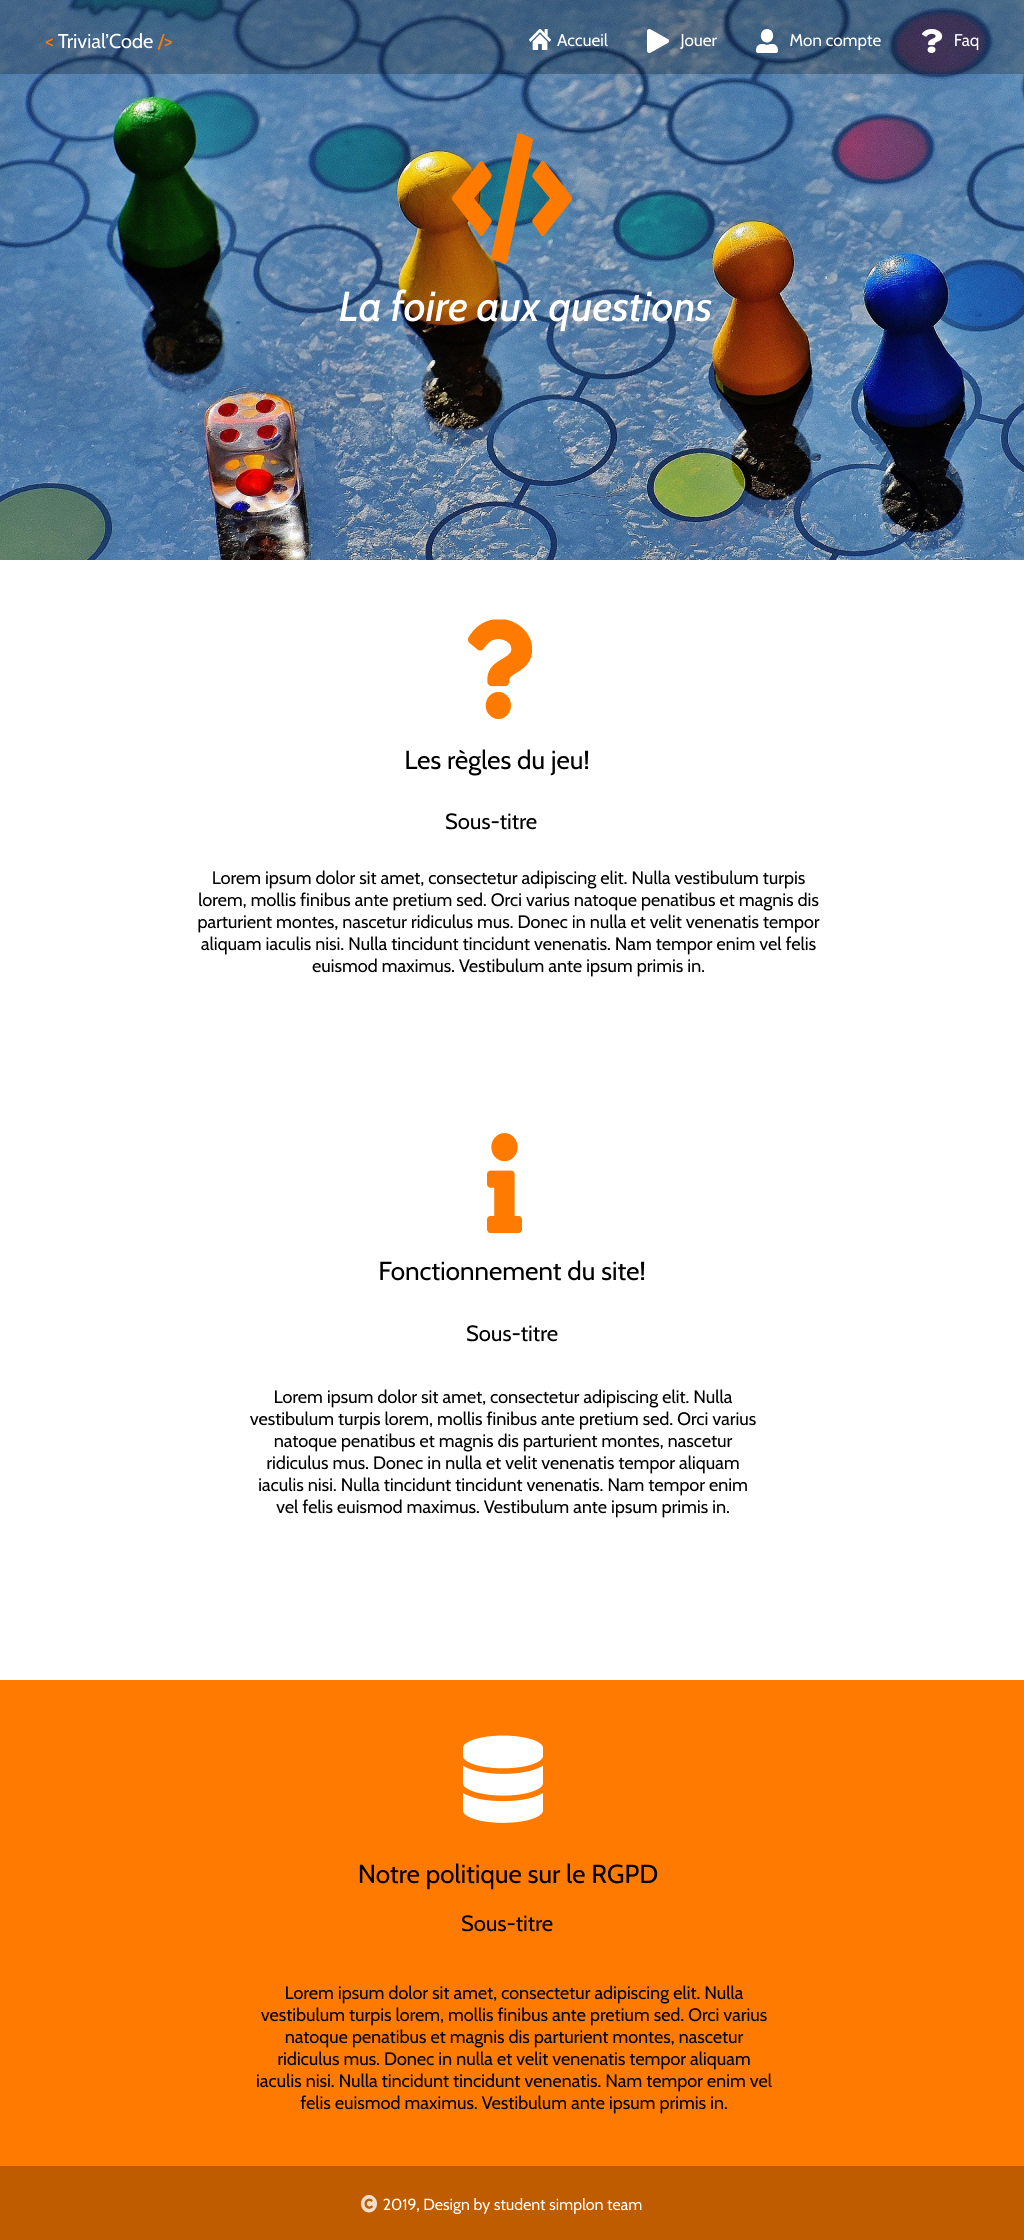 < Trivial'Code />
Accueil
Jouer
Mon compte
Faq
</>
La foire aux questions
?
Les règles du jeu!
Sous-titre
Lorem ipsum dolor sit amet, consectetur adipiscing elit. Nulla vestibulum turpis
lorem, mollis finibus ante pretium sed. Orci varius natoque penatibus et magnis dis
parturient montes, nascetur ridiculus mus. Donec in nulla et velit venenatis tempor
aliquam iaculis nisi. Nulla tincidunt tincidunt venenatis. Nam tempor enim vel felis
euismod maximus. Vestibulum ante ipsum primis in.
i
Fonctionnement du site!
Sous-titre
Lorem ipsum dolor sit amet, consectetur adipiscing elit. Nulla
vestibulum turpis lorem, mollis finibus ante pretium sed. Orci varius
natoque penatibus et magnis dis parturient montes, nascetur
ridiculus mus. Donec in nulla et velit venenatis tempor aliquam
iaculis nisi. Nulla tincidunt tincidunt venenatis. Nam tempor enim
vel felis euismod maximus. Vestibulum ante ipsum primis in.
Notre politique sur le RGPD
Sous-titre
Lorem ipsum dolor sit amet, consectetur adipiscing elit. Nulla
vestibulum turpis lorem, mollis finibus ante pretium sed. Orci varius
natoque penatibus et magnis dis parturient montes, nascetur
ridiculus mus. Donec in nulla et velit venenatis tempor aliquam
iaculis nisi. Nulla tincidunt tincidunt venenatis. Nam tempor enim vel
felis euismod maximus. Vestibulum ante ipsum primis in.
© 2019, Design by student simplon team